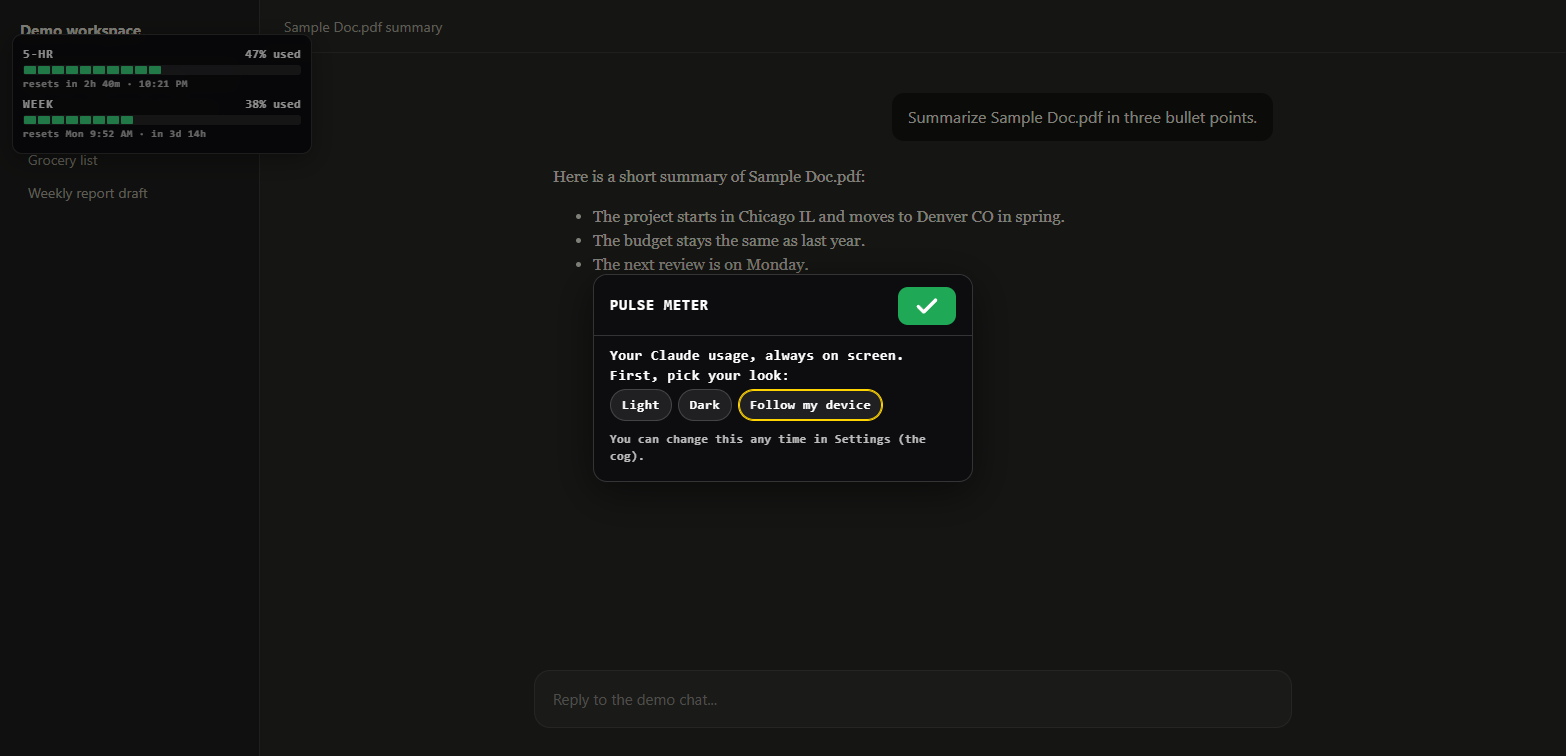 Demo workspace
Sample Doc.pdf summary
5-HR 47% used
resets in 2h 40m · 10:21 PM
WEEK 38% used
resets Mon 9:52 AM · in 3d 14h
Grocery list
Weekly report draft
Summarize Sample Doc.pdf in three bullet points.
Here is a short summary of Sample Doc.pdf:
• The project starts in Chicago IL and moves to Denver CO in spring.
• The budget stays the same as last year.
• The next review is on Monday.
PULSE METER
Your Claude usage, always on screen.
First, pick your look:
Light Dark Follow my device
You can change this any time in Settings (the
cog).
Reply to the demo chat...